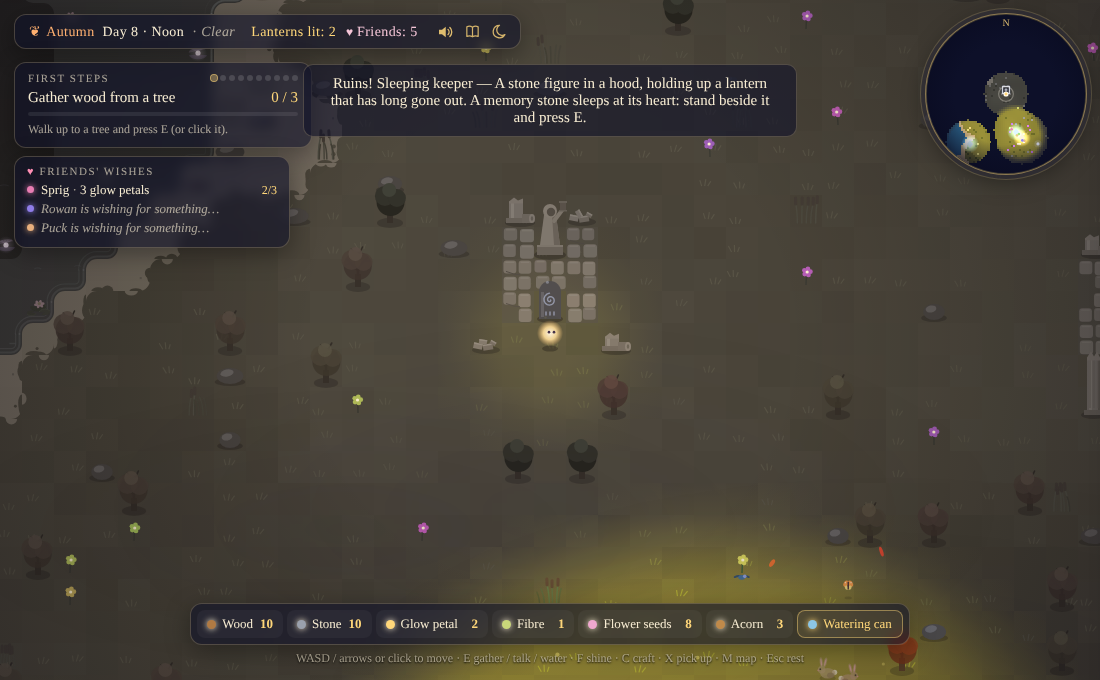 Autumn Day 8 · Noon · Clear Lanterns lit: 2 ♥ Friends: 5
N
FIRST STEPS
Gather wood from a tree 0 / 3
Walk up to a tree and press E (or click it).
Ruins! Sleeping keeper — A stone figure in a hood, holding up a lantern
that has long gone out. A memory stone sleeps at its heart: stand beside it
and press E.
♥ FRIENDS' WISHES
Sprig · 3 glow petals 2/3
Rowan is wishing for something…
Puck is wishing for something…
Wood 10 Stone 10 Glow petal 2 Fibre 1 Flower seeds 8 Acorn 3 Watering can
WASD / arrows or click to move · E gather / talk / water · F shine · C craft · X pick up · M map · Esc rest